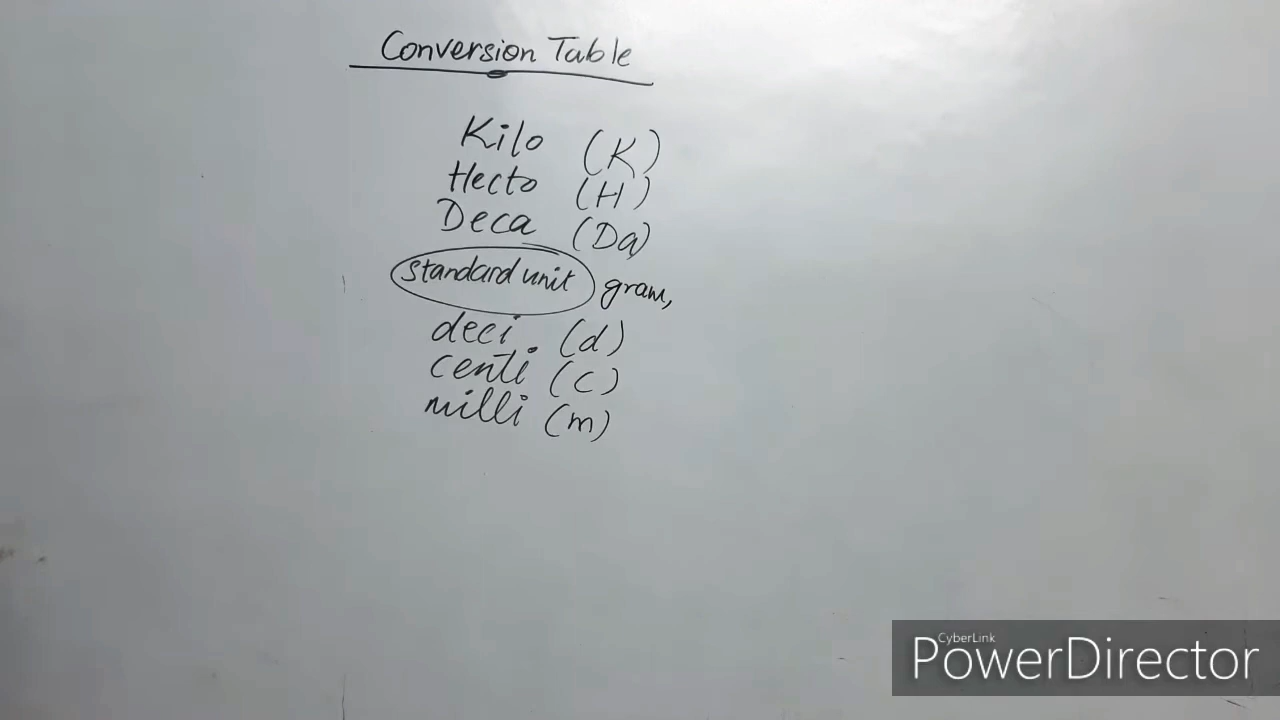 Conversion Table
Kilo (K)
Hecto (H)
Deca (Da)
standard unit gram,
deci (d)
centi (c)
milli (m)
CyberLink
PowerDirector